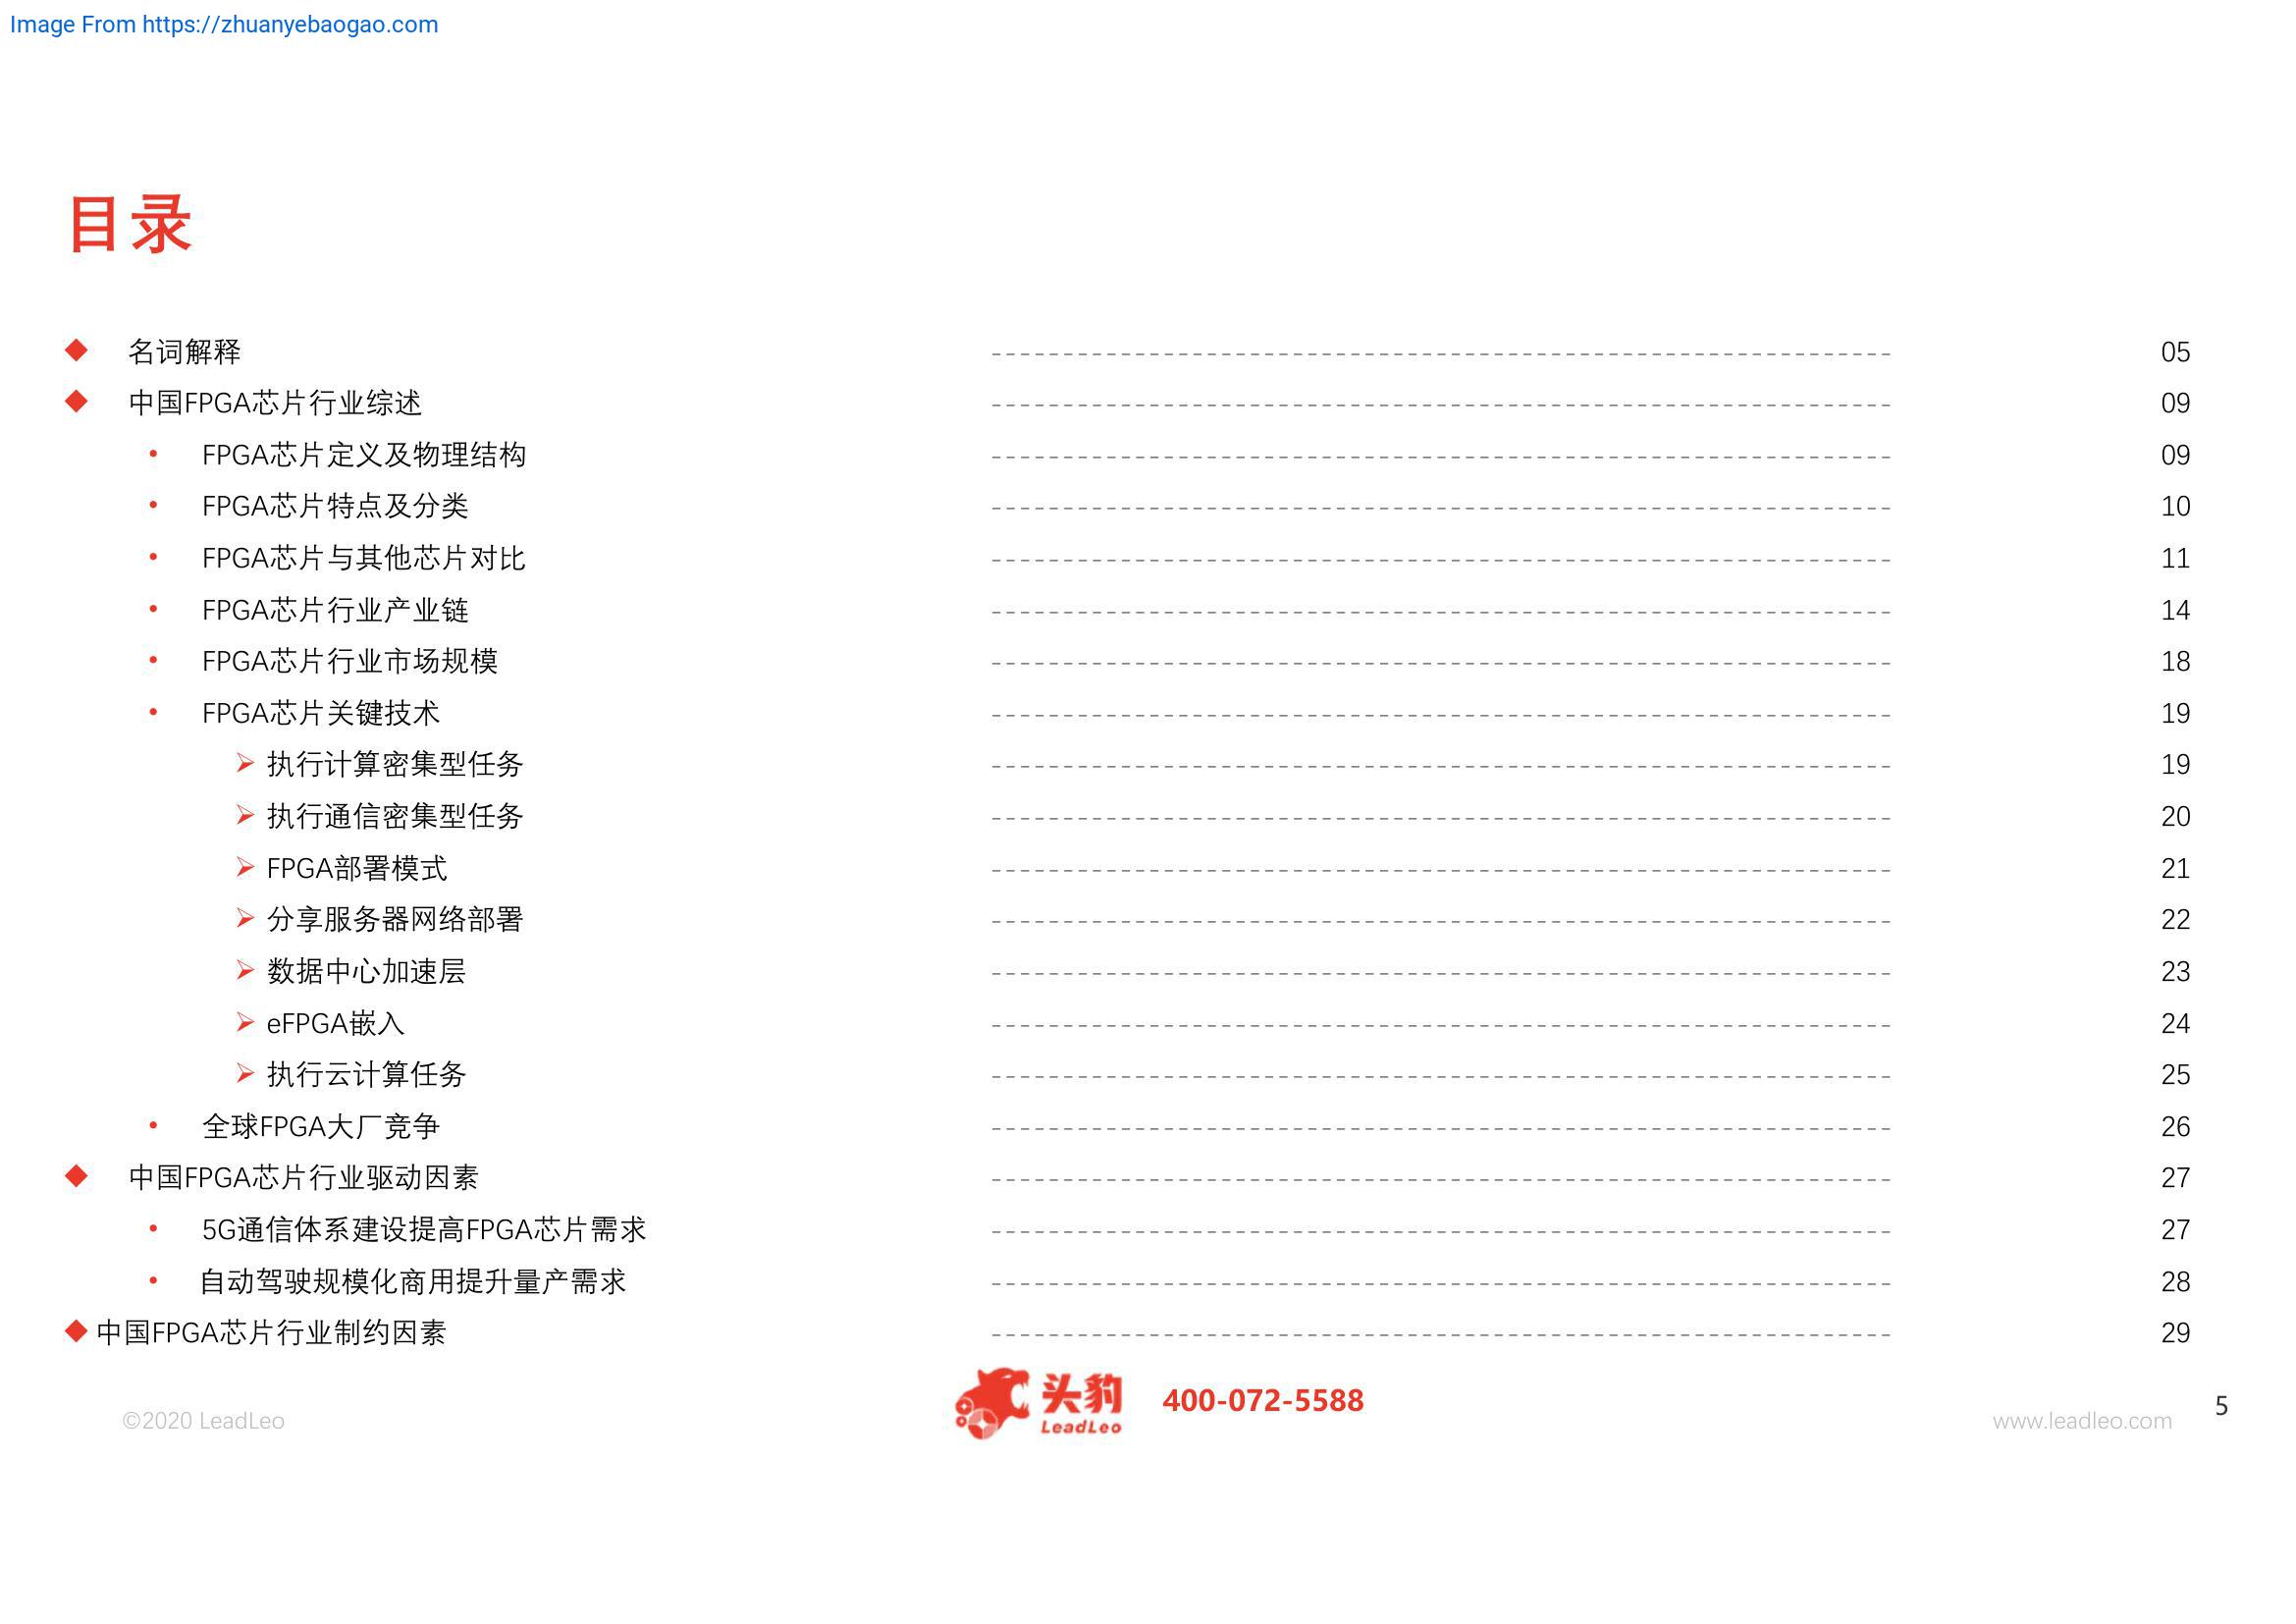 Image From https://zhuanyebaogao.com
目录
名词解释 05
中国FPGA芯片行业综述 09
FPGA芯片定义及物理结构 09
FPGA芯片特点及分类 10
FPGA芯片与其他芯片对比 11
FPGA芯片行业产业链 14
FPGA芯片行业市场规模 18
FPGA芯片关键技术 19
执行计算密集型任务 19
执行通信密集型任务 20
FPGA部署模式 21
分享服务器网络部署 22
数据中心加速层 23
eFPGA嵌入 24
执行云计算任务 25
全球FPGA大厂竞争 26
中国FPGA芯片行业驱动因素 27
5G通信体系建设提高FPGA芯片需求 27
自动驾驶规模化商用提升量产需求 28
中国FPGA芯片行业制约因素 29
©2020 LeadLeo
头豹
LeadLeo
400-072-5588
www.leadleo.com
5